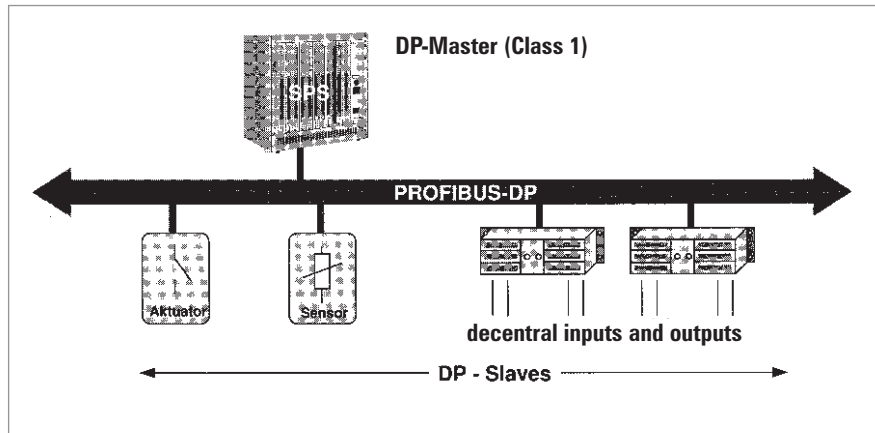 DP-Master (Class 1)
SPS
PROFIBUS-DP
Aktuator
Sensor
decentral inputs and outputs
DP - Slaves